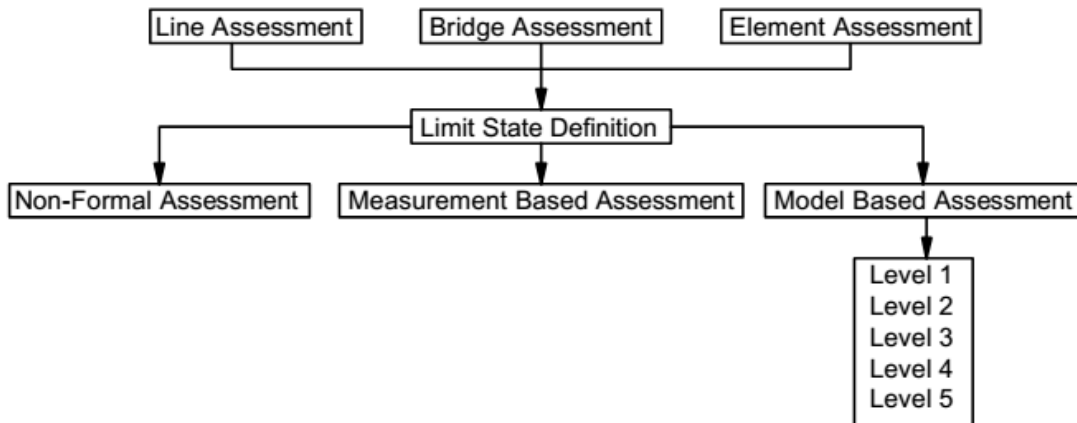 Line Assessment
Bridge Assessment
Element Assessment
Limit State Definition
Non-Formal Assessment
Measurement Based Assessment
Model Based Assessment
Level 1
Level 2
Level 3
Level 4
Level 5